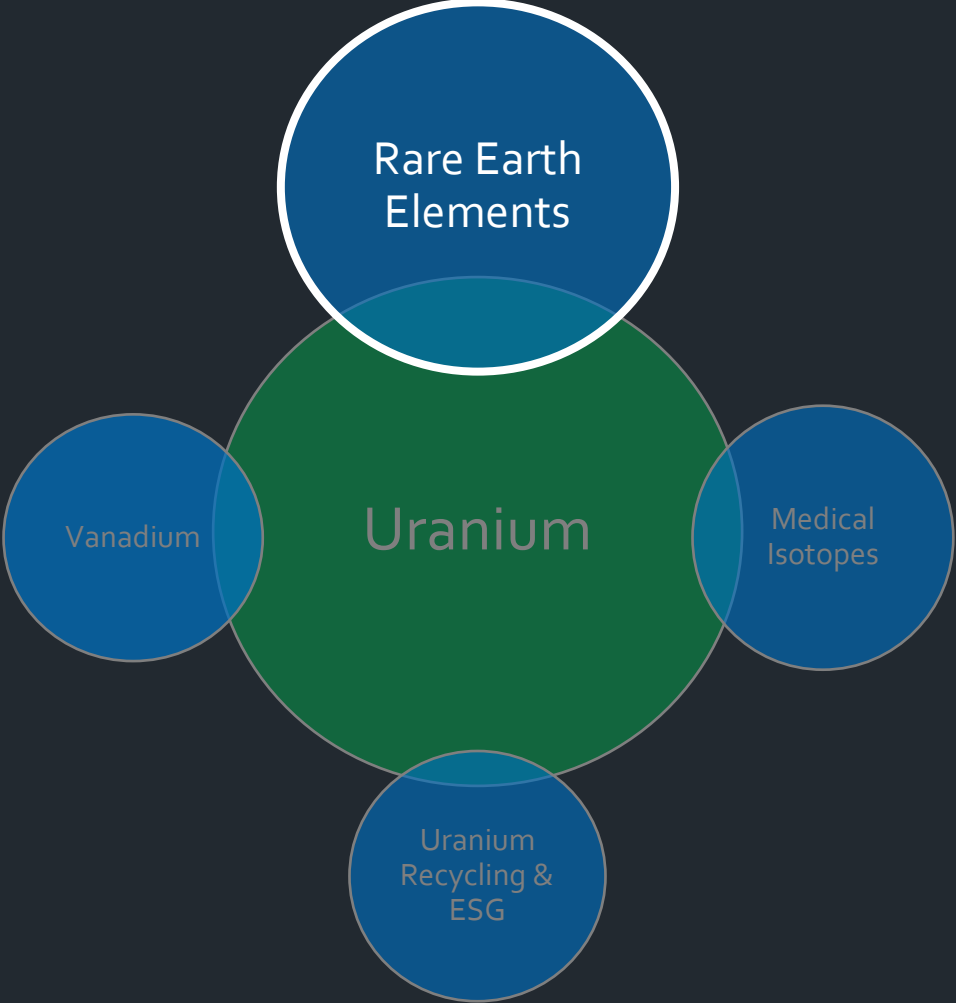 Rare Earth
Elements
Vanadium
Uranium
Medical
Isotopes
Uranium
Recycling &
ESG